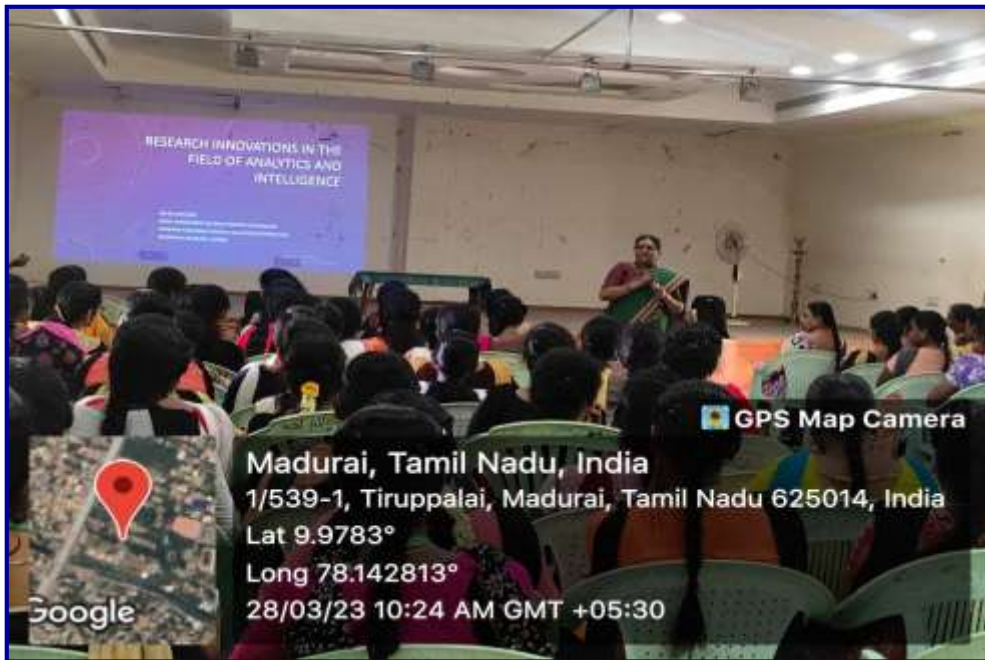 RESEARCH INNOVATIONS IN THE
FIELD OF ANALYTICS AND
INTELLIGENCE
GPS Map Camera
Madurai, Tamil Nadu, India
1/539-1, Tiruppalai, Madurai, Tamil Nadu 625014, India
Lat 9.9783°
Long 78.142813°
28/03/23 10:24 AM GMT +05:30
Google